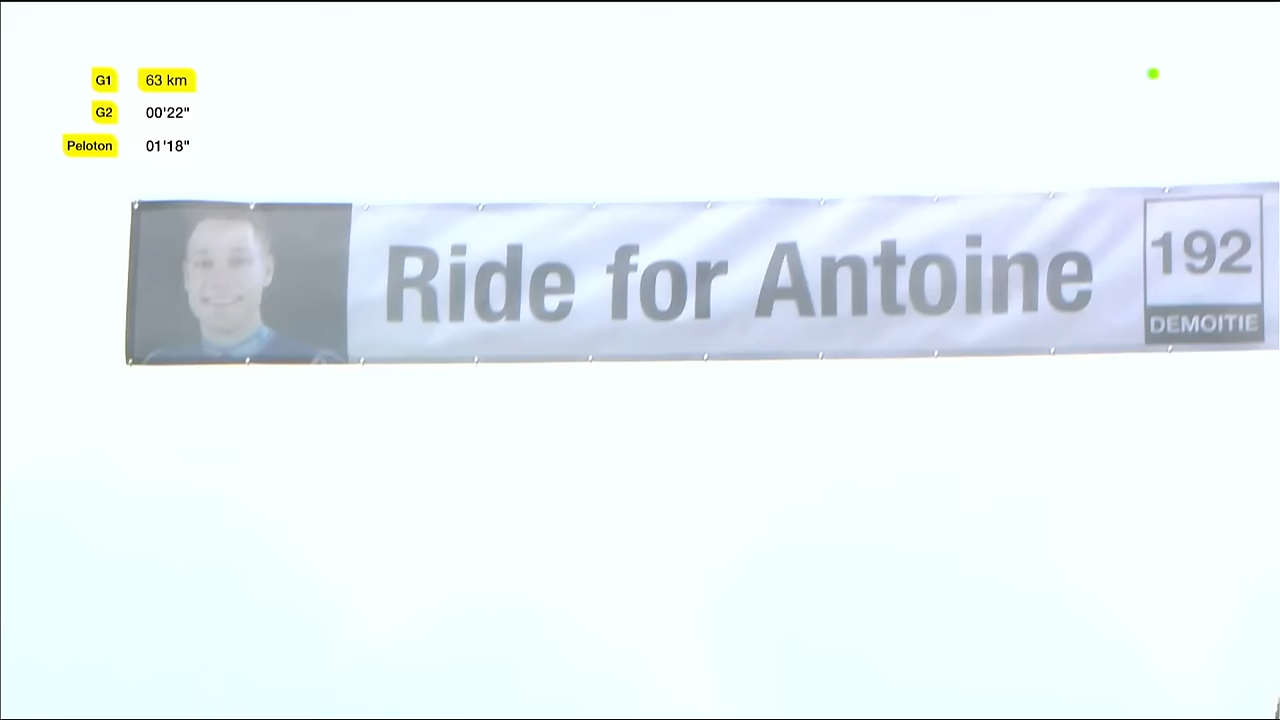 G1 63 km
G2 00'22"
Peloton 01'18"
Ride for Antoine
192
DEMOITIE